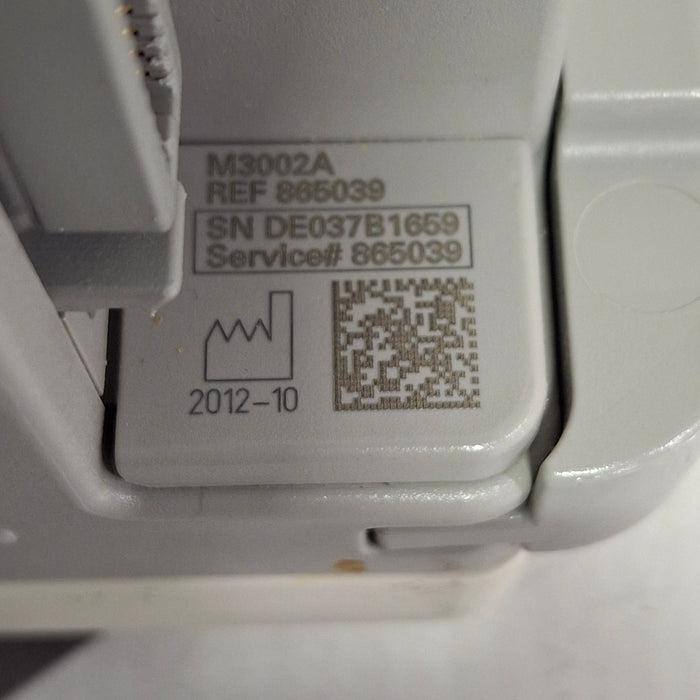 M3002A
REF 865039
SN DE037B1659
Service# 865039
2012-10